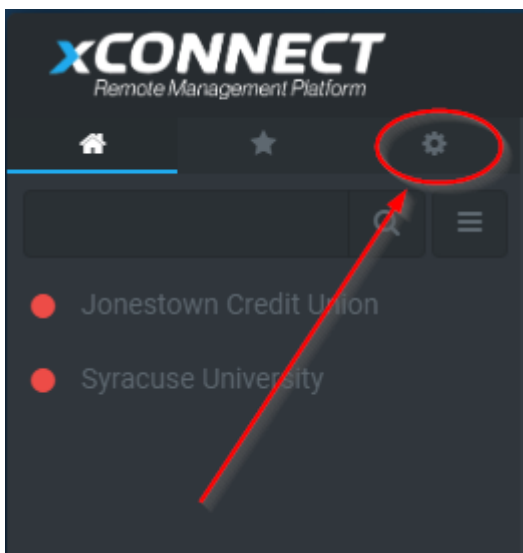 xCONNECT
Remote Management Platform
Jonestown Credit Union
Syracuse University